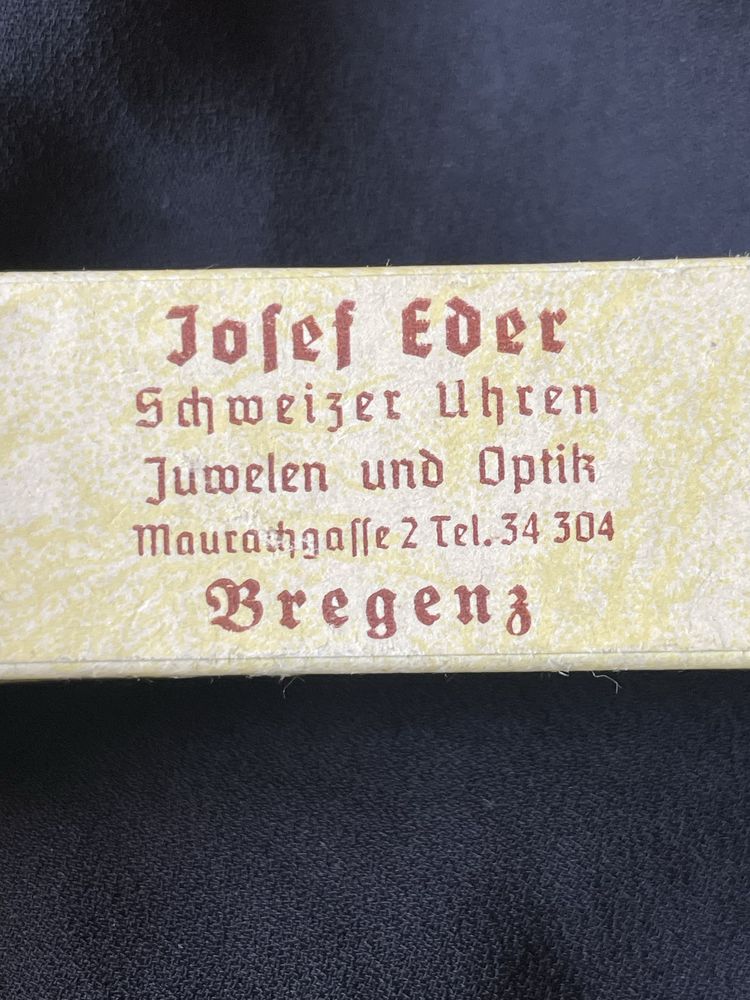 Josef Eder
Schweizer Uhren
Juwelen und Optik
Maurachgasse 2 Tel. 34 304
Bregenz